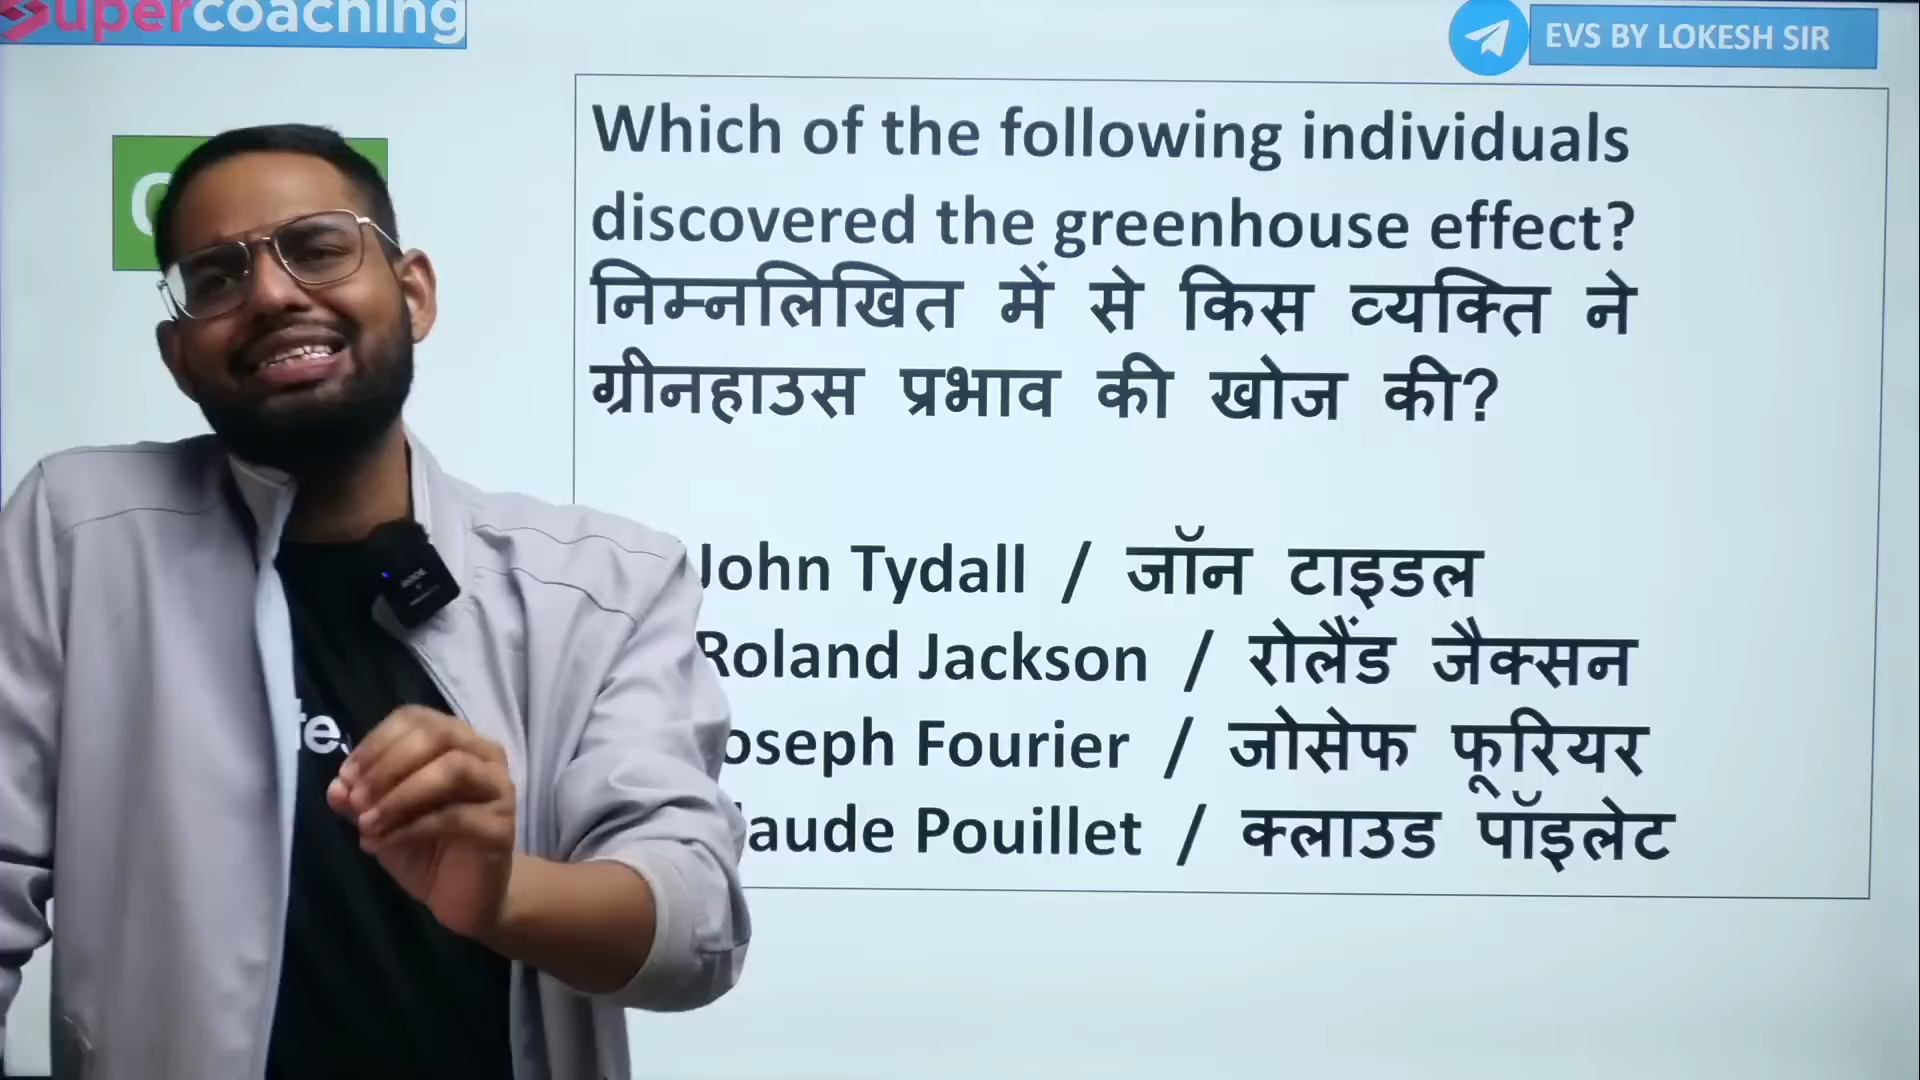 supercoaching
EVS BY LOKESH SIR
Which of the following individuals
discovered the greenhouse effect?
निम्नलिखित में से किस व्यक्ति ने
ग्रीनहाउस प्रभाव की खोज की?
John Tydall / जॉन टाइडल
Roland Jackson / रोलैंड जैक्सन
oseph Fourier / जोसेफ फूरियर
laude Pouillet / क्लाउड पॉइलेट